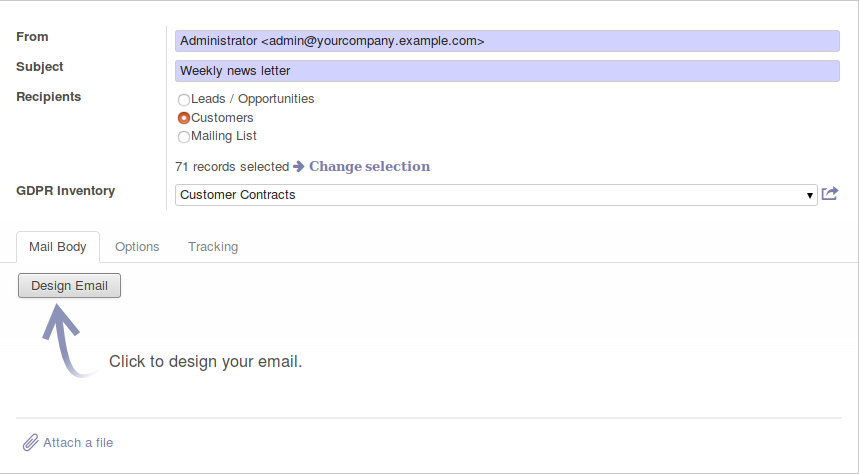 From
Administrator <admin@yourcompany.example.com>
Subject
Weekly news letter
Recipients
Leads / Opportunities
Customers
Mailing List
71 records selected Change selection
GDPR Inventory
Customer Contracts
Mail Body Options Tracking
Design Email
Click to design your email.
Attach a file